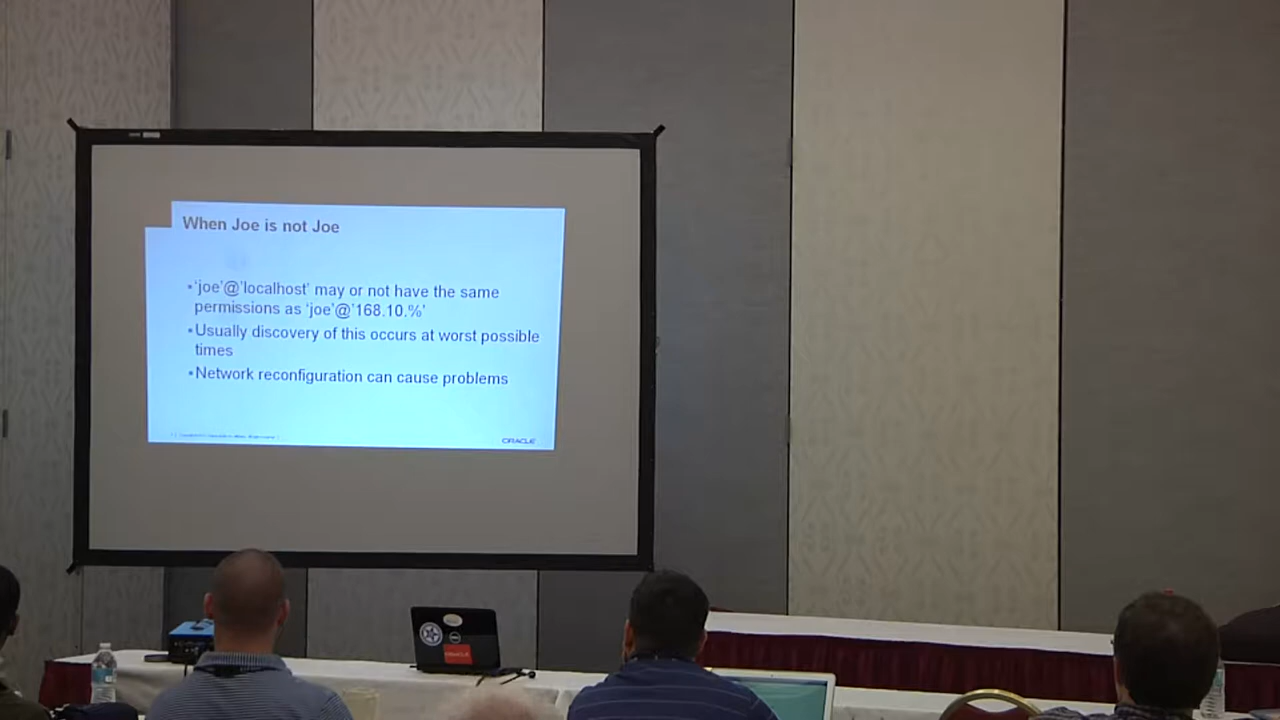 When Joe is not Joe
•'joe'@'localhost' may or not have the same
permissions as 'joe'@'168.10.%'
•Usually discovery of this occurs at worst possible
times
•Network reconfiguration can cause problems
ORACLE